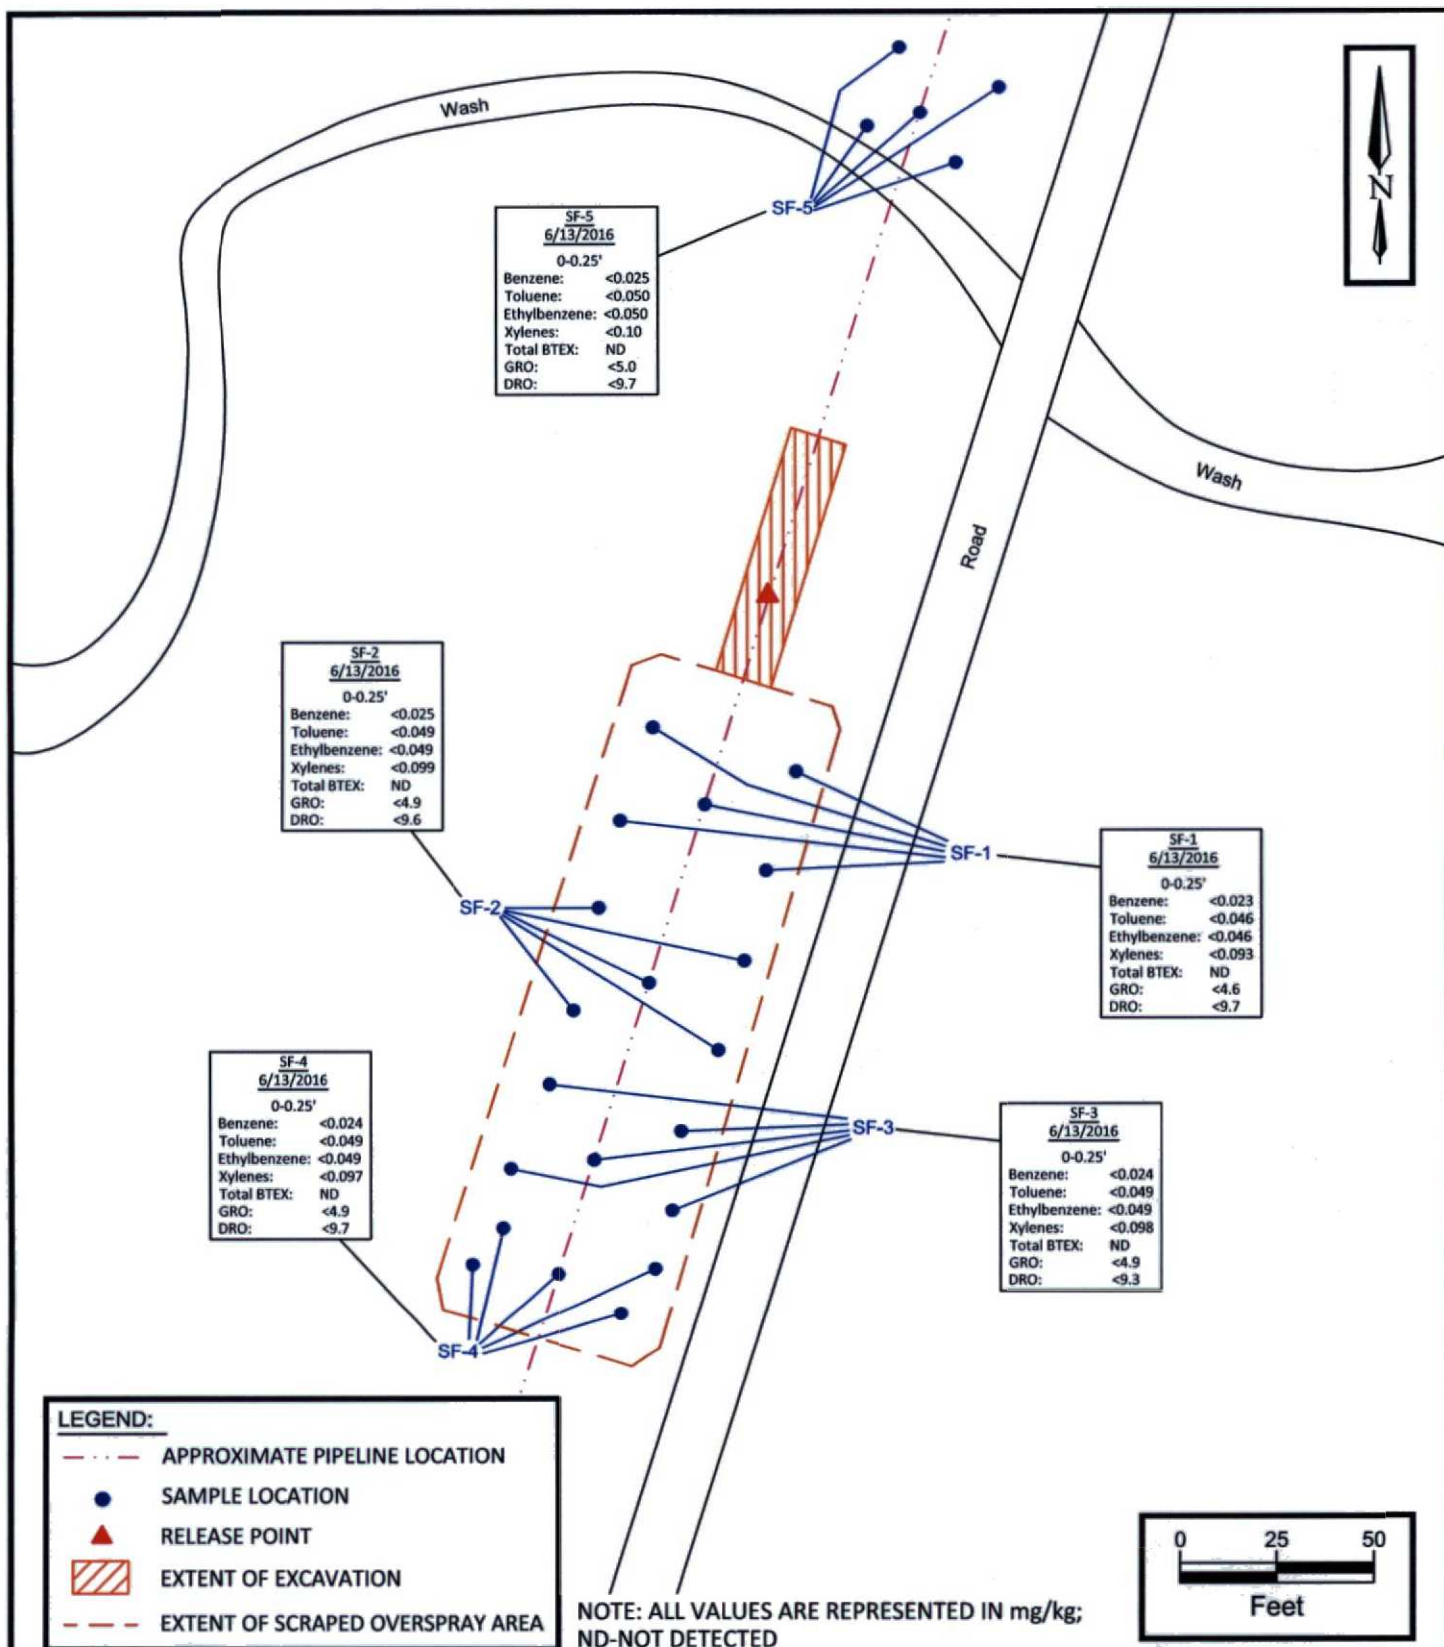 Wash
N
SF-5
SF-5
6/13/2016
0-0.25'
Benzene: <0.025
Toluene: <0.050
Ethylbenzene: <0.050
Xylenes: <0.10
Total BTEX: ND
GRO: <5.0
DRO: <9.7
Wash
Road
SF-2
6/13/2016
0-0.25'
Benzene: <0.025
Toluene: <0.049
Ethylbenzene: <0.049
Xylenes: <0.099
Total BTEX: ND
GRO: <4.9
DRO: <9.6
SF-2
SF-1
SF-1
6/13/2016
0-0.25'
Benzene: <0.023
Toluene: <0.046
Ethylbenzene: <0.046
Xylenes: <0.093
Total BTEX: ND
GRO: <4.6
DRO: <9.7
SF-4
6/13/2016
0-0.25'
Benzene: <0.024
Toluene: <0.049
Ethylbenzene: <0.049
Xylenes: <0.097
Total BTEX: ND
GRO: <4.9
DRO: <9.7
SF-4
SF-3
SF-3
6/13/2016
0-0.25'
Benzene: <0.024
Toluene: <0.049
Ethylbenzene: <0.049
Xylenes: <0.098
Total BTEX: ND
GRO: <4.9
DRO: <9.3
LEGEND:
APPROXIMATE PIPELINE LOCATION
SAMPLE LOCATION
RELEASE POINT
EXTENT OF EXCAVATION
EXTENT OF SCRAPED OVERSPRAY AREA
NOTE: ALL VALUES ARE REPRESENTED IN mg/kg;
ND-NOT DETECTED
0 25 50
Feet